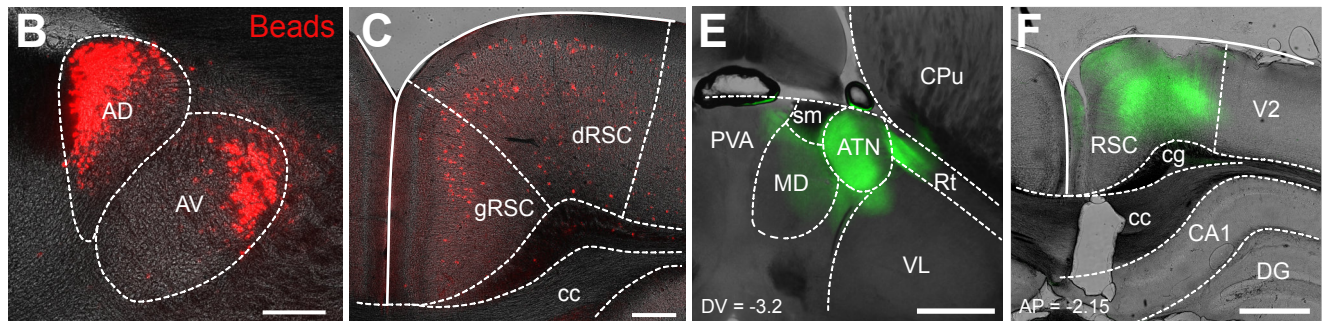 B
Beads
AD
AV
C
dRSC
gRSC
cc
E
CPu
sm
PVA
ATN
MD
Rt
VL
DV = -3.2
F
V2
RSC
cg
cc
CA1
DG
AP = -2.15